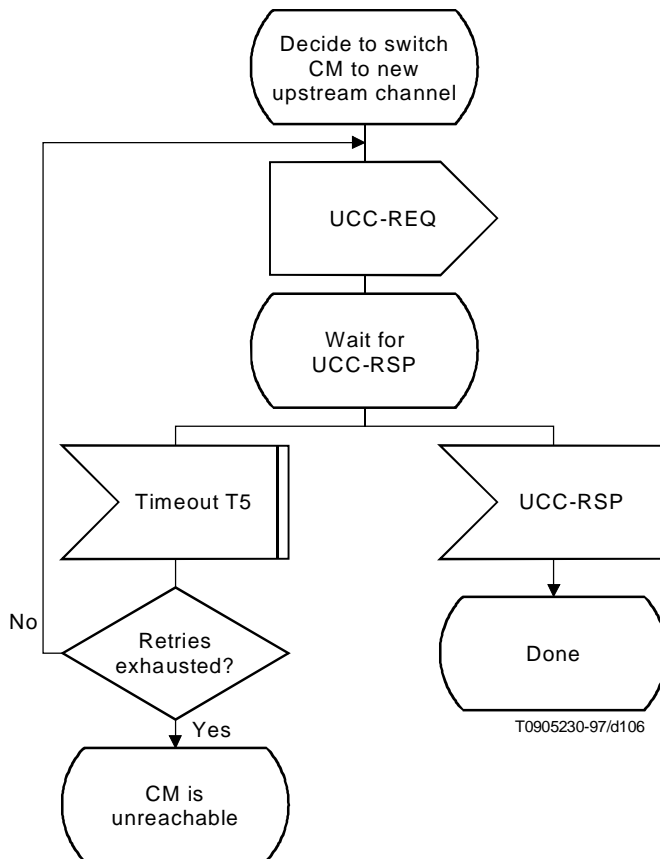 Decide to switch
CM to new
upstream channel
UCC-REQ
Wait for
UCC-RSP
Timeout T5
UCC-RSP
No
Retries
exhausted?
Done
T0905230-97/d106
Yes
CM is
unreachable